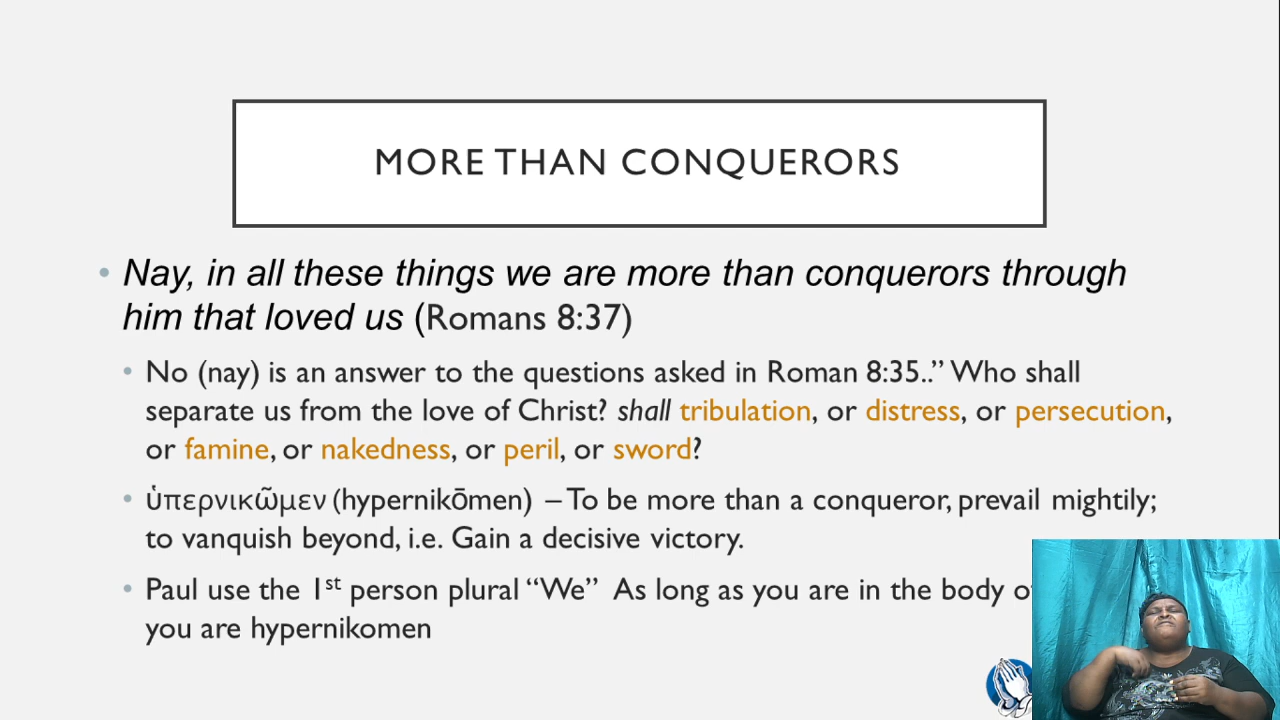 MORE THAN CONQUERORS
Nay, in all these things we are more than conquerors through
him that loved us (Romans 8:37)
No (nay) is an answer to the questions asked in Roman 8:35..” Who shall
separate us from the love of Christ? shall tribulation, or distress, or persecution,
or famine, or nakedness, or peril, or sword?
ὑπερνικῶμεν (hypernikōmen) – To be more than a conqueror, prevail mightily;
to vanquish beyond, i.e. Gain a decisive victory.
Paul use the 1st person plural “We” As long as you are in the body
you are hypernikomen